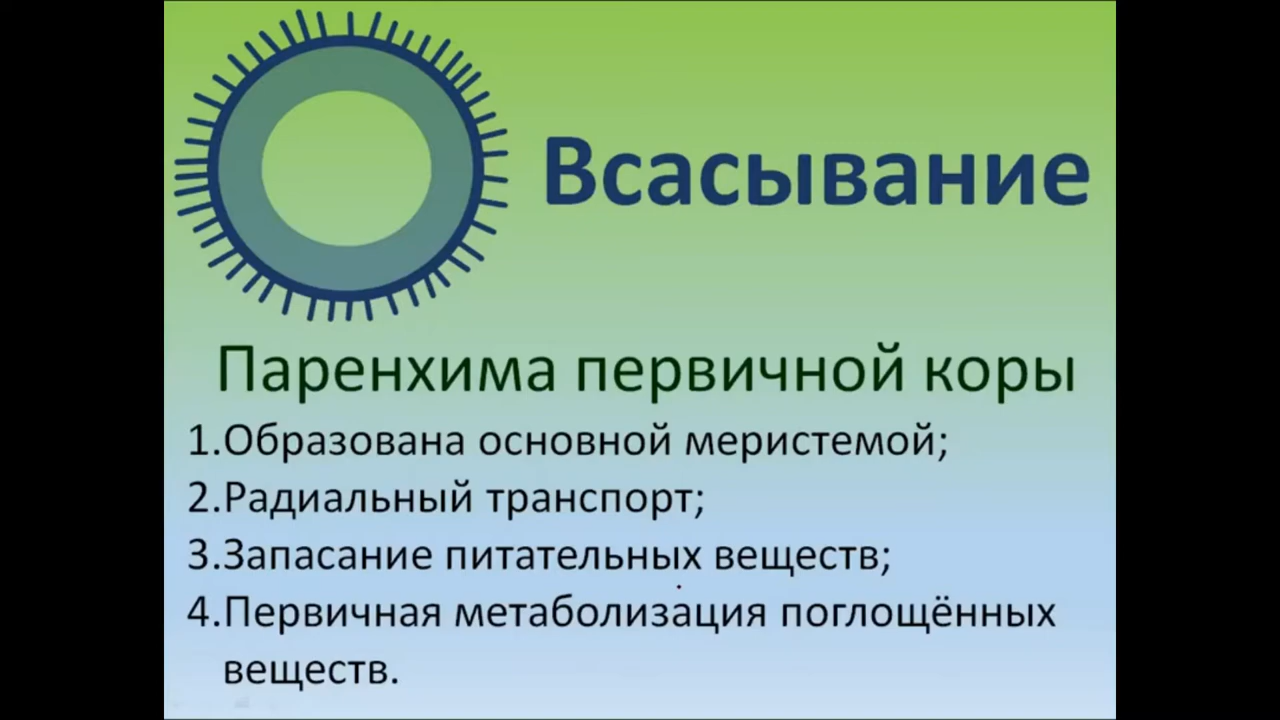 Всасывание
Паренхима первичной коры
1.Образована основной меристемой;
2.Радиальный транспорт;
3.Запасание питательных веществ;
4.Первичная метаболизация поглощённых
веществ.